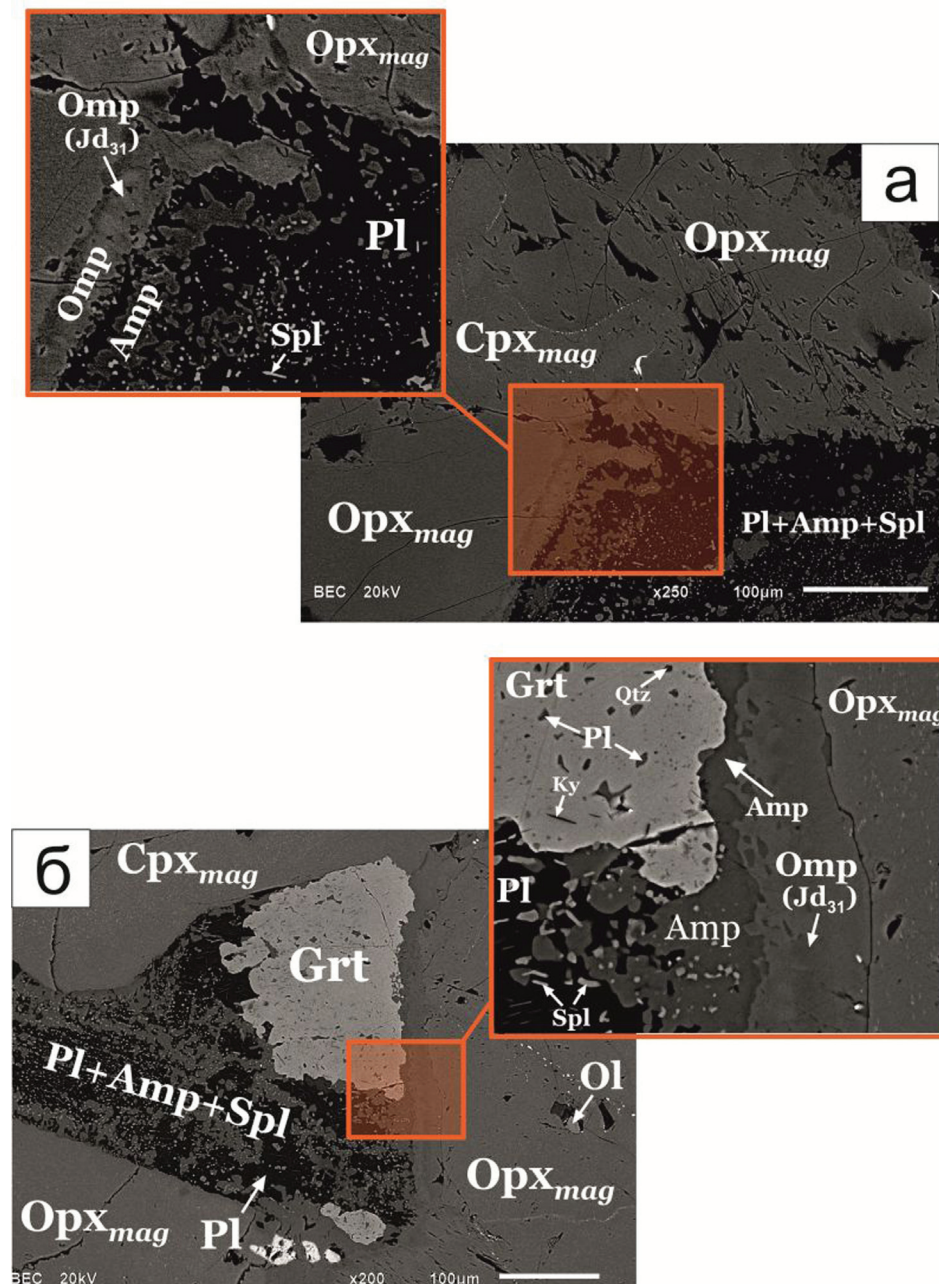 Opxmag
Omp
(Jd31)
Pl
Omp
Amp
Spl
а
Opxmag
Cpxmag
Opxmag
Pl+Amp+Spl
BEC 20kV x250 100µm
Grt
Qtz
Opxmag
Pl
Ky
Amp
Omp
(Jd31)
Pl
Amp
Spl
б
Cpxmag
Grt
Pl+Amp+Spl
Ol
Opxmag
Opxmag
Pl
BEC 20kV x200 100µm